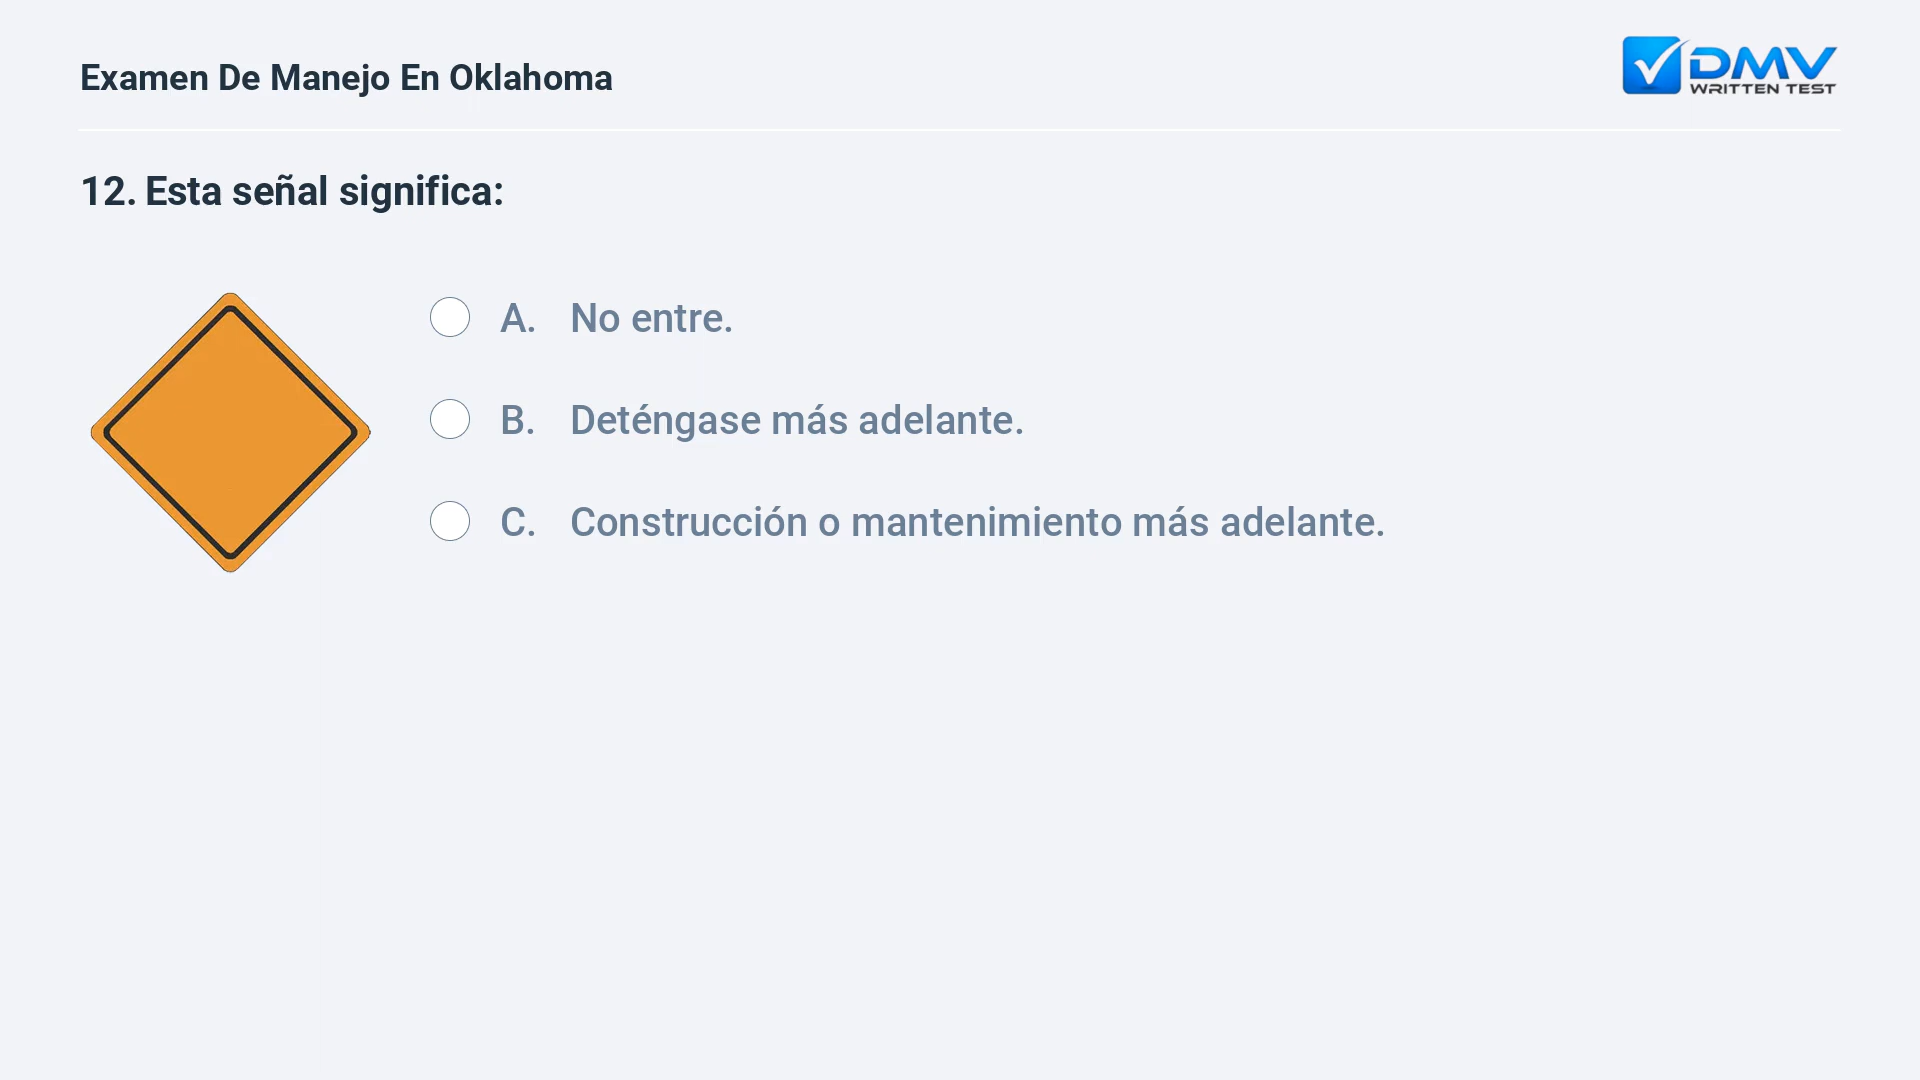 Examen De Manejo En Oklahoma
DMV
WRITTEN TEST
12. Esta señal significa:
A. No entre.
B. Deténgase más adelante.
C. Construcción o mantenimiento más adelante.